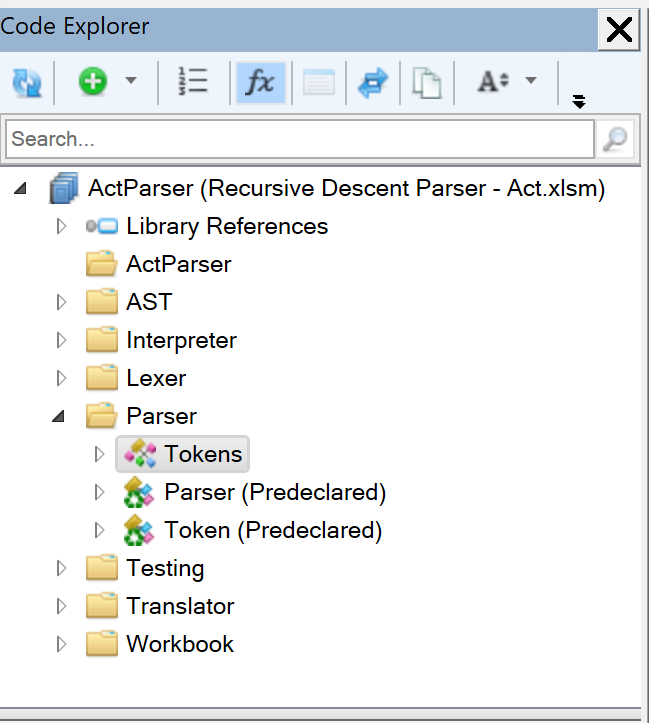 Code Explorer
fx A
Search...
ActParser (Recursive Descent Parser - Act.xlsm)
Library References
ActParser
AST
Interpreter
Lexer
Parser
Tokens
Parser (Predeclared)
Token (Predeclared)
Testing
Translator
Workbook